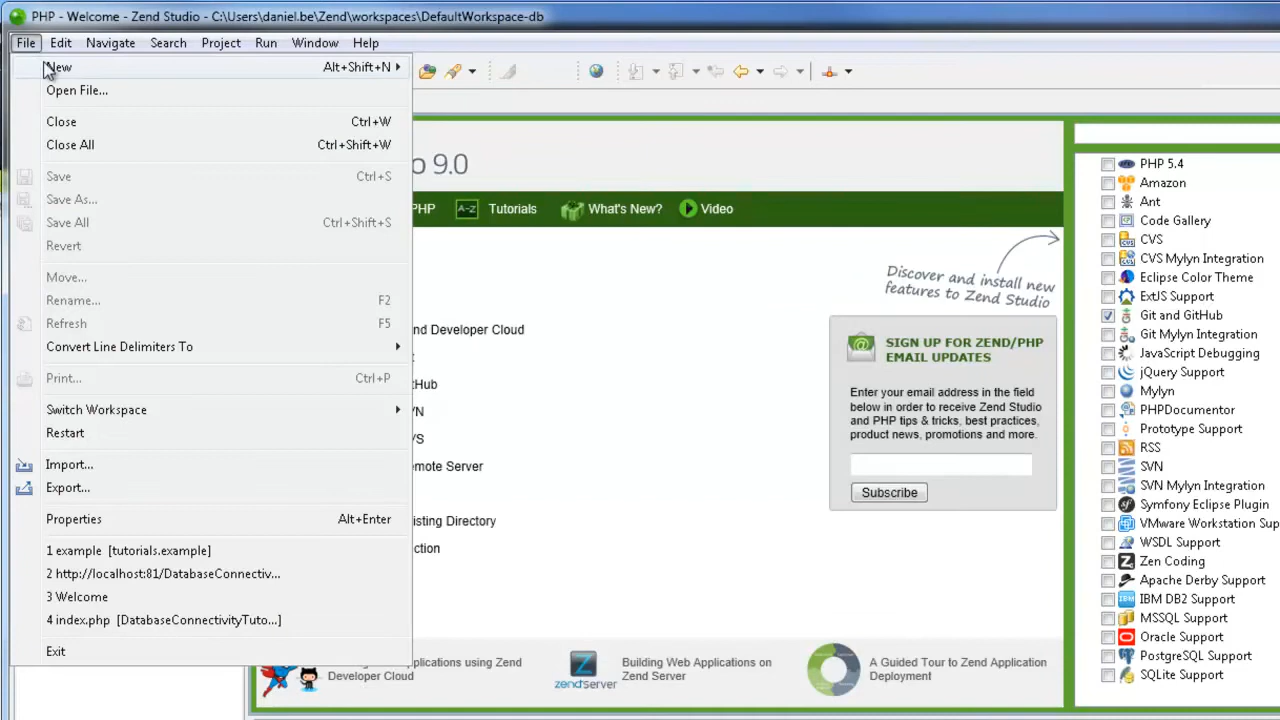 PHP - Welcome - Zend Studio - C:\Users\daniel.be\Zend\workspaces\DefaultWorkspace-db
File Edit Navigate Search Project Run Window Help
New Alt+Shift+N
Open File...
Close Ctrl+W
Close All Ctrl+Shift+W
Save Ctrl+S
Save As...
Save All Ctrl+Shift+S
Revert
Move...
Rename... F2
Refresh F5
Convert Line Delimiters To
Print... Ctrl+P
Switch Workspace
Restart
Import...
Export...
Properties Alt+Enter
1 example [tutorials.example]
2 http://localhost:81/DatabaseConnectiv...
3 Welcome
4 index.php [DatabaseConnectivityTuto...]
Exit
o 9.0
PHP A-Z Tutorials What's New? Video
Discover and install new
features to Zend Studio
nd Developer Cloud
tHub
VN
VS
emote Server
isting Directory
ction
SIGN UP FOR ZEND/PHP
EMAIL UPDATES
Enter your email address in the field
below in order to receive Zend Studio
and PHP tips & tricks, best practices,
product news, promotions and more.
Subscribe
pplications using Zend
Developer Cloud
zendserver
Building Web Applications on
Zend Server
A Guided Tour to Zend Application
Deployment
PHP 5.4
Amazon
Ant
Code Gallery
CVS
CVS Mylyn Integration
Eclipse Color Theme
ExtJS Support
Git and GitHub
Git Mylyn Integration
JavaScript Debugging
jQuery Support
Mylyn
PHPDocumentor
Prototype Support
RSS
SVN
SVN Mylyn Integration
Symfony Eclipse Plugin
VMware Workstation Sup
WSDL Support
Zen Coding
Apache Derby Support
IBM DB2 Support
MSSQL Support
Oracle Support
PostgreSQL Support
SQLite Support